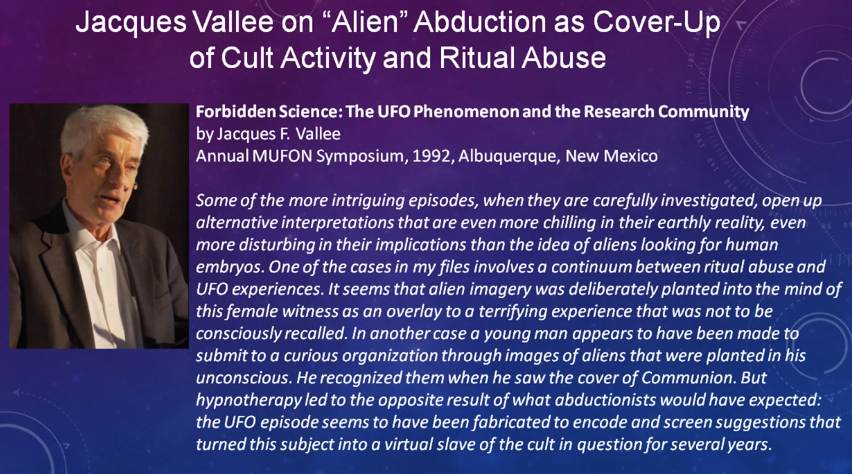 Jacques Vallee on “Alien” Abduction as Cover-Up
of Cult Activity and Ritual Abuse
Forbidden Science: The UFO Phenomenon and the Research Community
by Jacques F. Vallee
Annual MUFON Symposium, 1992, Albuquerque, New Mexico
Some of the more intriguing episodes, when they are carefully investigated, open up
alternative interpretations that are even more chilling in their earthly reality, even
more disturbing in their implications than the idea of aliens looking for human
embryos. One of the cases in my files involves a continuum between ritual abuse and
UFO experiences. It seems that alien imagery was deliberately planted into the mind of
this female witness as an overlay to a terrifying experience that was not to be
consciously recalled. In another case a young man appears to have been made to
submit to a curious organization through images of aliens that were planted in his
unconscious. He recognized them when he saw the cover of Communion. But
hypnotherapy led to the opposite result of what abductionists would have expected:
the UFO episode seems to have been fabricated to encode and screen suggestions that
turned this subject into a virtual slave of the cult in question for several years.